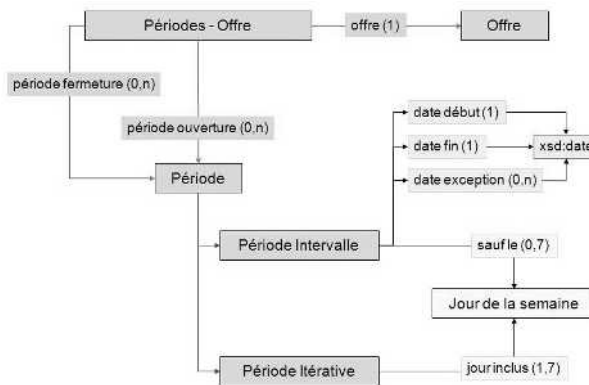 Périodes - Offre
offre (1)
Offre
période fermeture (0,n)
période ouverture (0,n)
date début (1)
date fin (1)
xsd:date
Période
date exception (0,n)
Période Intervalle
sauf le (0,7)
Jour de la semaine
Période Itérative
jour inclus (1,7)